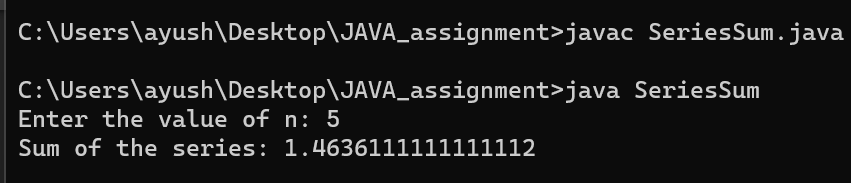 C:\Users\ayush\Desktop\JAVA_assignment>javac SeriesSum.java
C:\Users\ayush\Desktop\JAVA_assignment>java SeriesSum
Enter the value of n: 5
Sum of the series: 1.4636111111111112